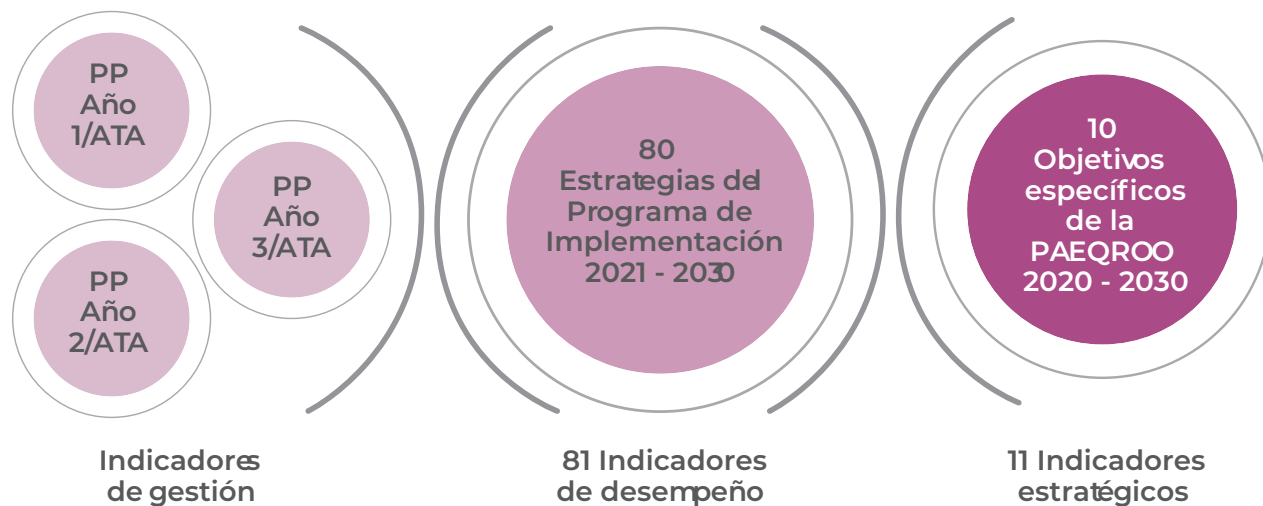 PP
Año
1/ATA
PP
Año
2/ATA
PP
Año
3/ATA
Indicadores
de gestión
80
Estrategias del
Programa de
Implementación
2021 - 2030
81 Indicadores
de desempeño
10
Objetivos
específicos
de la
PAEQROO
2020 - 2030
11 Indicadores
estratégicos